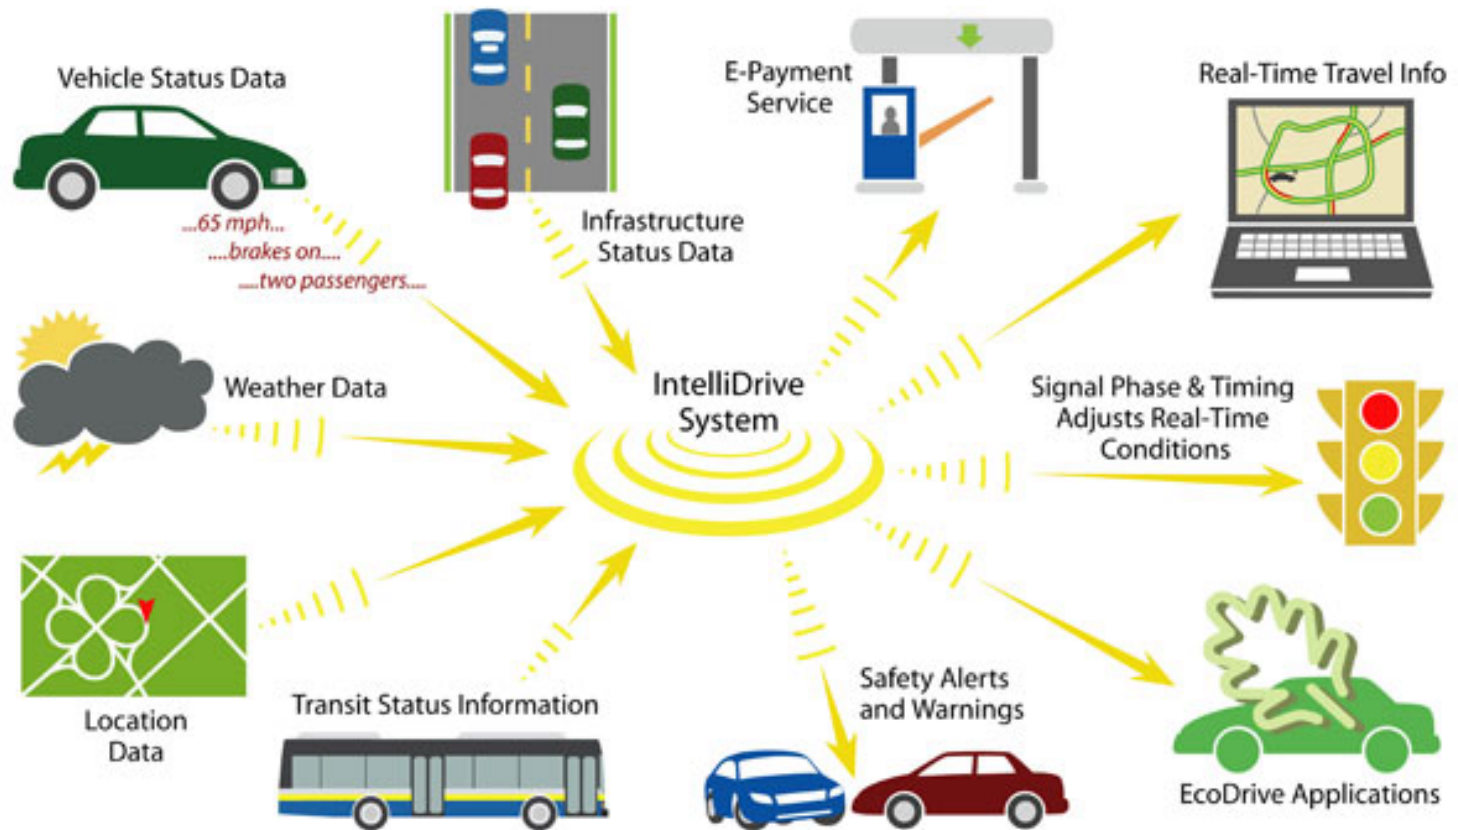 Vehicle Status Data
...65 mph...
....brakes on....
....two passengers....
Infrastructure
Status Data
E-Payment
Service
Real-Time Travel Info
Weather Data
IntelliDrive
System
Signal Phase & Timing
Adjusts Real-Time
Conditions
Location
Data
Transit Status Information
Safety Alerts
and Warnings
EcoDrive Applications